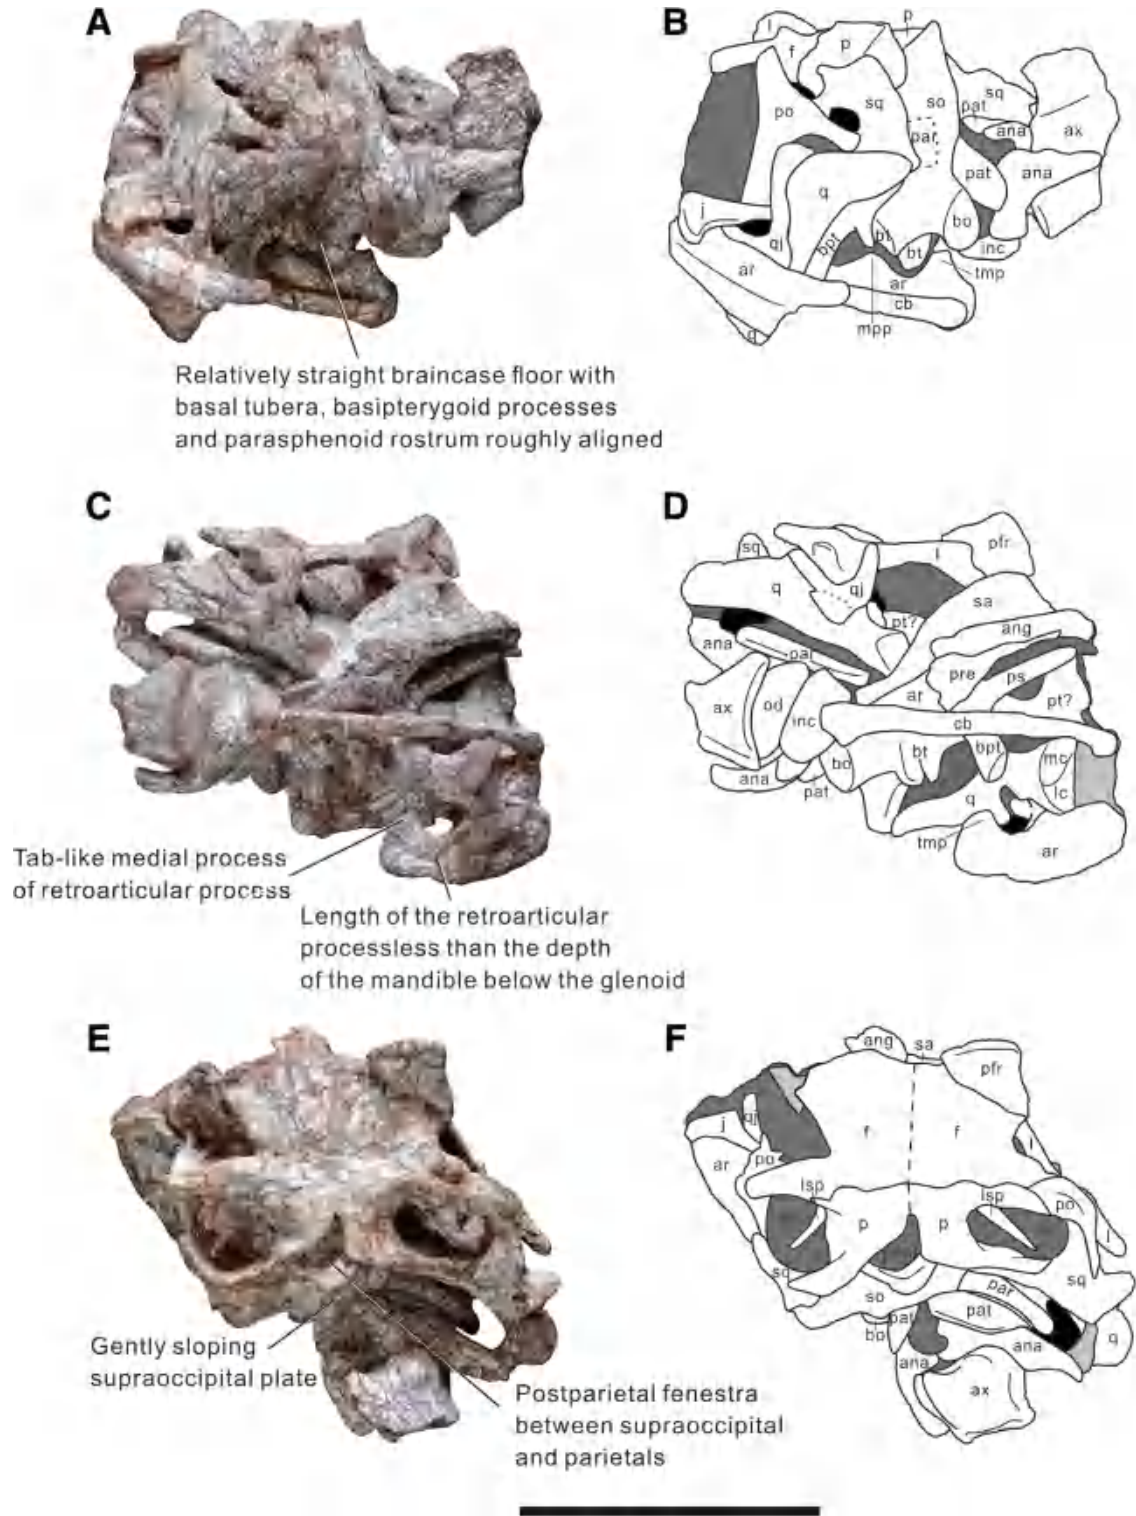 A
B
l
p
f
p
po
sq
so
sq
pat
ana
ax
par
pat
ana
q
j
qj
bpt
bt
bt
bo
inc
tmp
ar
ar
cb
mpp
q
Relatively straight braincase floor with
basal tubera, basipterygoid processes
and parasphenoid rostrum roughly aligned
C
D
sq
j
l
pfr
q
qj
sa
pt?
ang
ana
pal
pre
ps
ax
od
inc
ar
pt?
cb
ana
pat
bo
bt
bpt
mc
lc
q
tmp
ar
Tab-like medial process
of retroarticular process
Length of the retroarticular
processless than the depth
of the mandible below the glenoid
E
F
ang
sa
pfr
j
qj
f
f
l
ar
po
lsp
lsp
po
p
p
j
sq
sq
so
par
bo
pat
pat
ana
ana
q
ax
Gently sloping
supraoccipital plate
Postparietal fenestra
between supraoccipital
and parietals